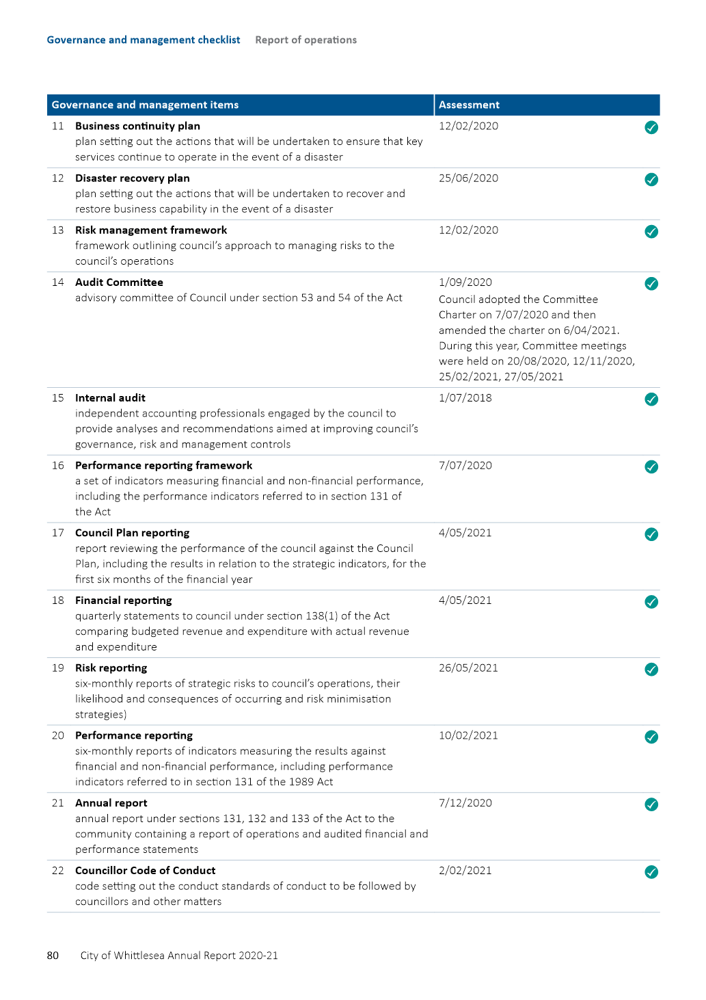 Governance and management checklist Report of operations
Governance and management items Assessment
11 Business continuity plan 12/02/2020
plan setting out the actions that will be undertaken to ensure that key
services continue to operate in the event of a disaster
12 Disaster recovery plan 25/06/2020
plan setting out the actions that will be undertaken to recover and
restore business capability in the event of a disaster
13 Risk management framework 12/02/2020
framework outlining council’s approach to managing risks to the
council’s operations
14 Audit Committee 1/09/2020
advisory committee of Council under section 53 and 54 of the Act
Council adopted the Committee
Charter on 7/07/2020 and then
amended the charter on 6/04/2021.
During this year, Committee meetings
were held on 20/08/2020, 12/11/2020,
25/02/2021, 27/05/2021
15 Internal audit 1/07/2018
independent accounting professionals engaged by the council to
provide analyses and recommendations aimed at improving council’s
governance, risk and management controls
16 Performance reporting framework 7/07/2020
a set of indicators measuring financial and non-financial performance,
including the performance indicators referred to in section 131 of
the Act
17 Council Plan reporting 4/05/2021
report reviewing the performance of the council against the Council
Plan, including the results in relation to the strategic indicators, for the
first six months of the financial year
18 Financial reporting 4/05/2021
quarterly statements to council under section 138(1) of the Act
comparing budgeted revenue and expenditure with actual revenue
and expenditure
19 Risk reporting 26/05/2021
six-monthly reports of strategic risks to council’s operations, their
likelihood and consequences of occurring and risk minimisation
strategies)
20 Performance reporting 10/02/2021
six-monthly reports of indicators measuring the results against
financial and non-financial performance, including performance
indicators referred to in section 131 of the 1989 Act
21 Annual report 7/12/2020
annual report under sections 131, 132 and 133 of the Act to the
community containing a report of operations and audited financial and
performance statements
22 Councillor Code of Conduct 2/02/2021
code setting out the conduct standards of conduct to be followed by
councillors and other matters
80 City of Whittlesea Annual Report 2020-21